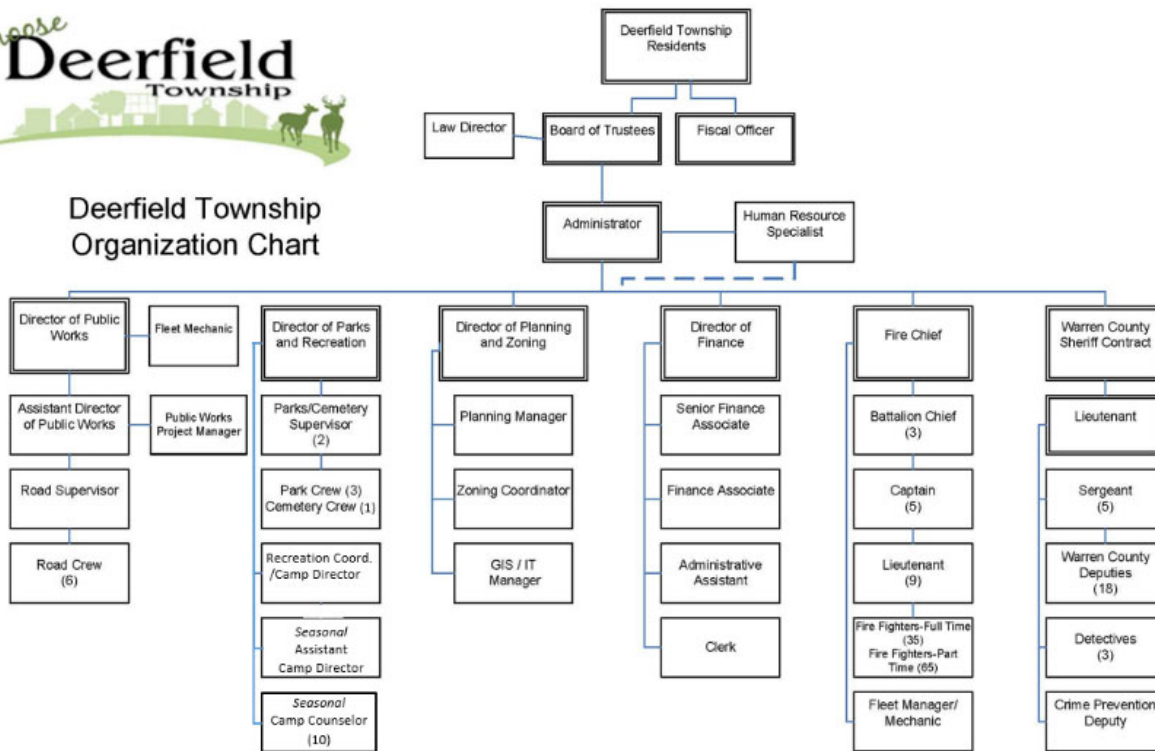 Deerfield
Township
Deerfield Township
Organization Chart
Deerfield Township
Residents
Law Director
Board of Trustees
Fiscal Officer
Administrator
Human Resource
Specialist
Director of Public
Works
Fleet Mechanic
Director of Parks
and Recreation
Director of Planning
and Zoning
Director of
Finance
Fire Chief
Warren County
Sheriff Contract
Assistant Director
of Public Works
Public Works
Project Manager
Parks/Cemetery
Supervisor
(2)
Planning Manager
Senior Finance
Associate
Battalion Chief
(3)
Lieutenant
Road Supervisor
Park Crew (3)
Cemetery Crew (1)
Zoning Coordinator
Finance Associate
Captain
(5)
Sergeant
(5)
Road Crew
(6)
Recreation Coord.
/Camp Director
GIS / IT
Manager
Administrative
Assistant
Lieutenant
(9)
Warren County
Deputies
(18)
Seasonal
Assistant
Camp Director
Clerk
Fire Fighters-Full Time
(35)
Fire Fighters-Part
Time (65)
Detectives
(3)
Seasonal
Camp Counselor
(10)
Fleet Manager/
Mechanic
Crime Prevention
Deputy